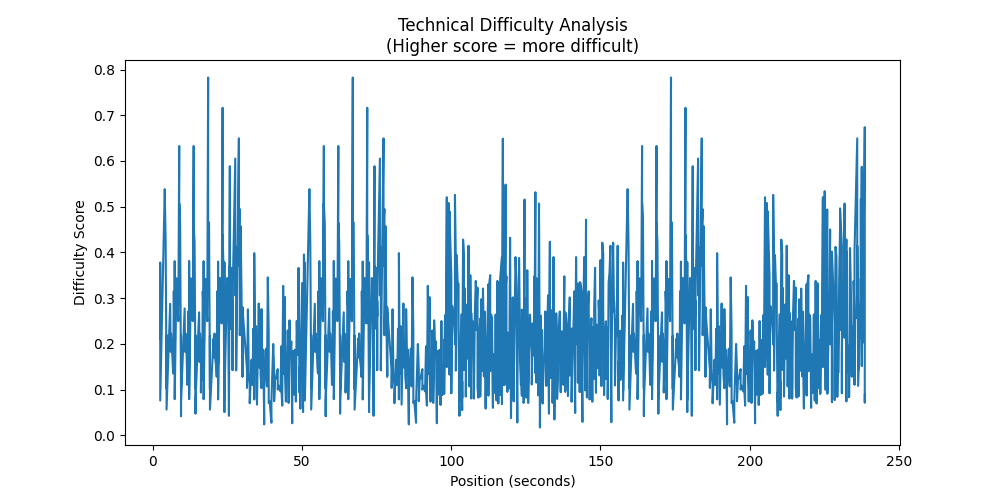 Technical Difficulty Analysis
(Higher score = more difficult)
Difficulty Score
0.8
0.7
0.6
0.5
0.4
0.3
0.2
0.1
0.0
0 50 100 150 200 250
Position (seconds)